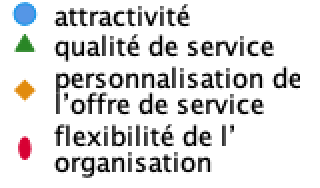 attractivité
qualité de service
personnalisation de
l'offre de service
flexibilité de l'
organisation